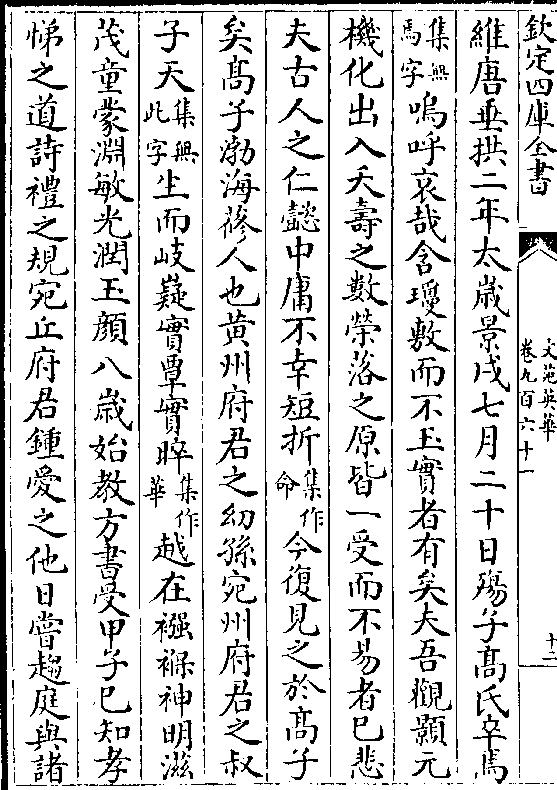 欽定四庫全書
文苑英華
卷九百六十一
十二
維唐垂拱二年太歲景戌七月二十日殤子高氏卒焉
集無焉字嗚呼哀哉含瓊敷而不玉實者有矣夫吾觀顥元
機化出入夭壽之數榮落之原皆一受而不易者已悲
夫古人之仁懿中庸不幸短折集作命今復見之於高子
矣高子渤海蓨人也黄州府君之幼孫宛州府君之叔
子天集無此字生而岐嶷實覃實晬集作華越在襁褓神明滋
茂童蒙淵敏光潤玉顔八歲始教方書受甲子巳知孝
悌之道詩禮之規宛丘府君鍾愛之他日嘗趨庭與諸